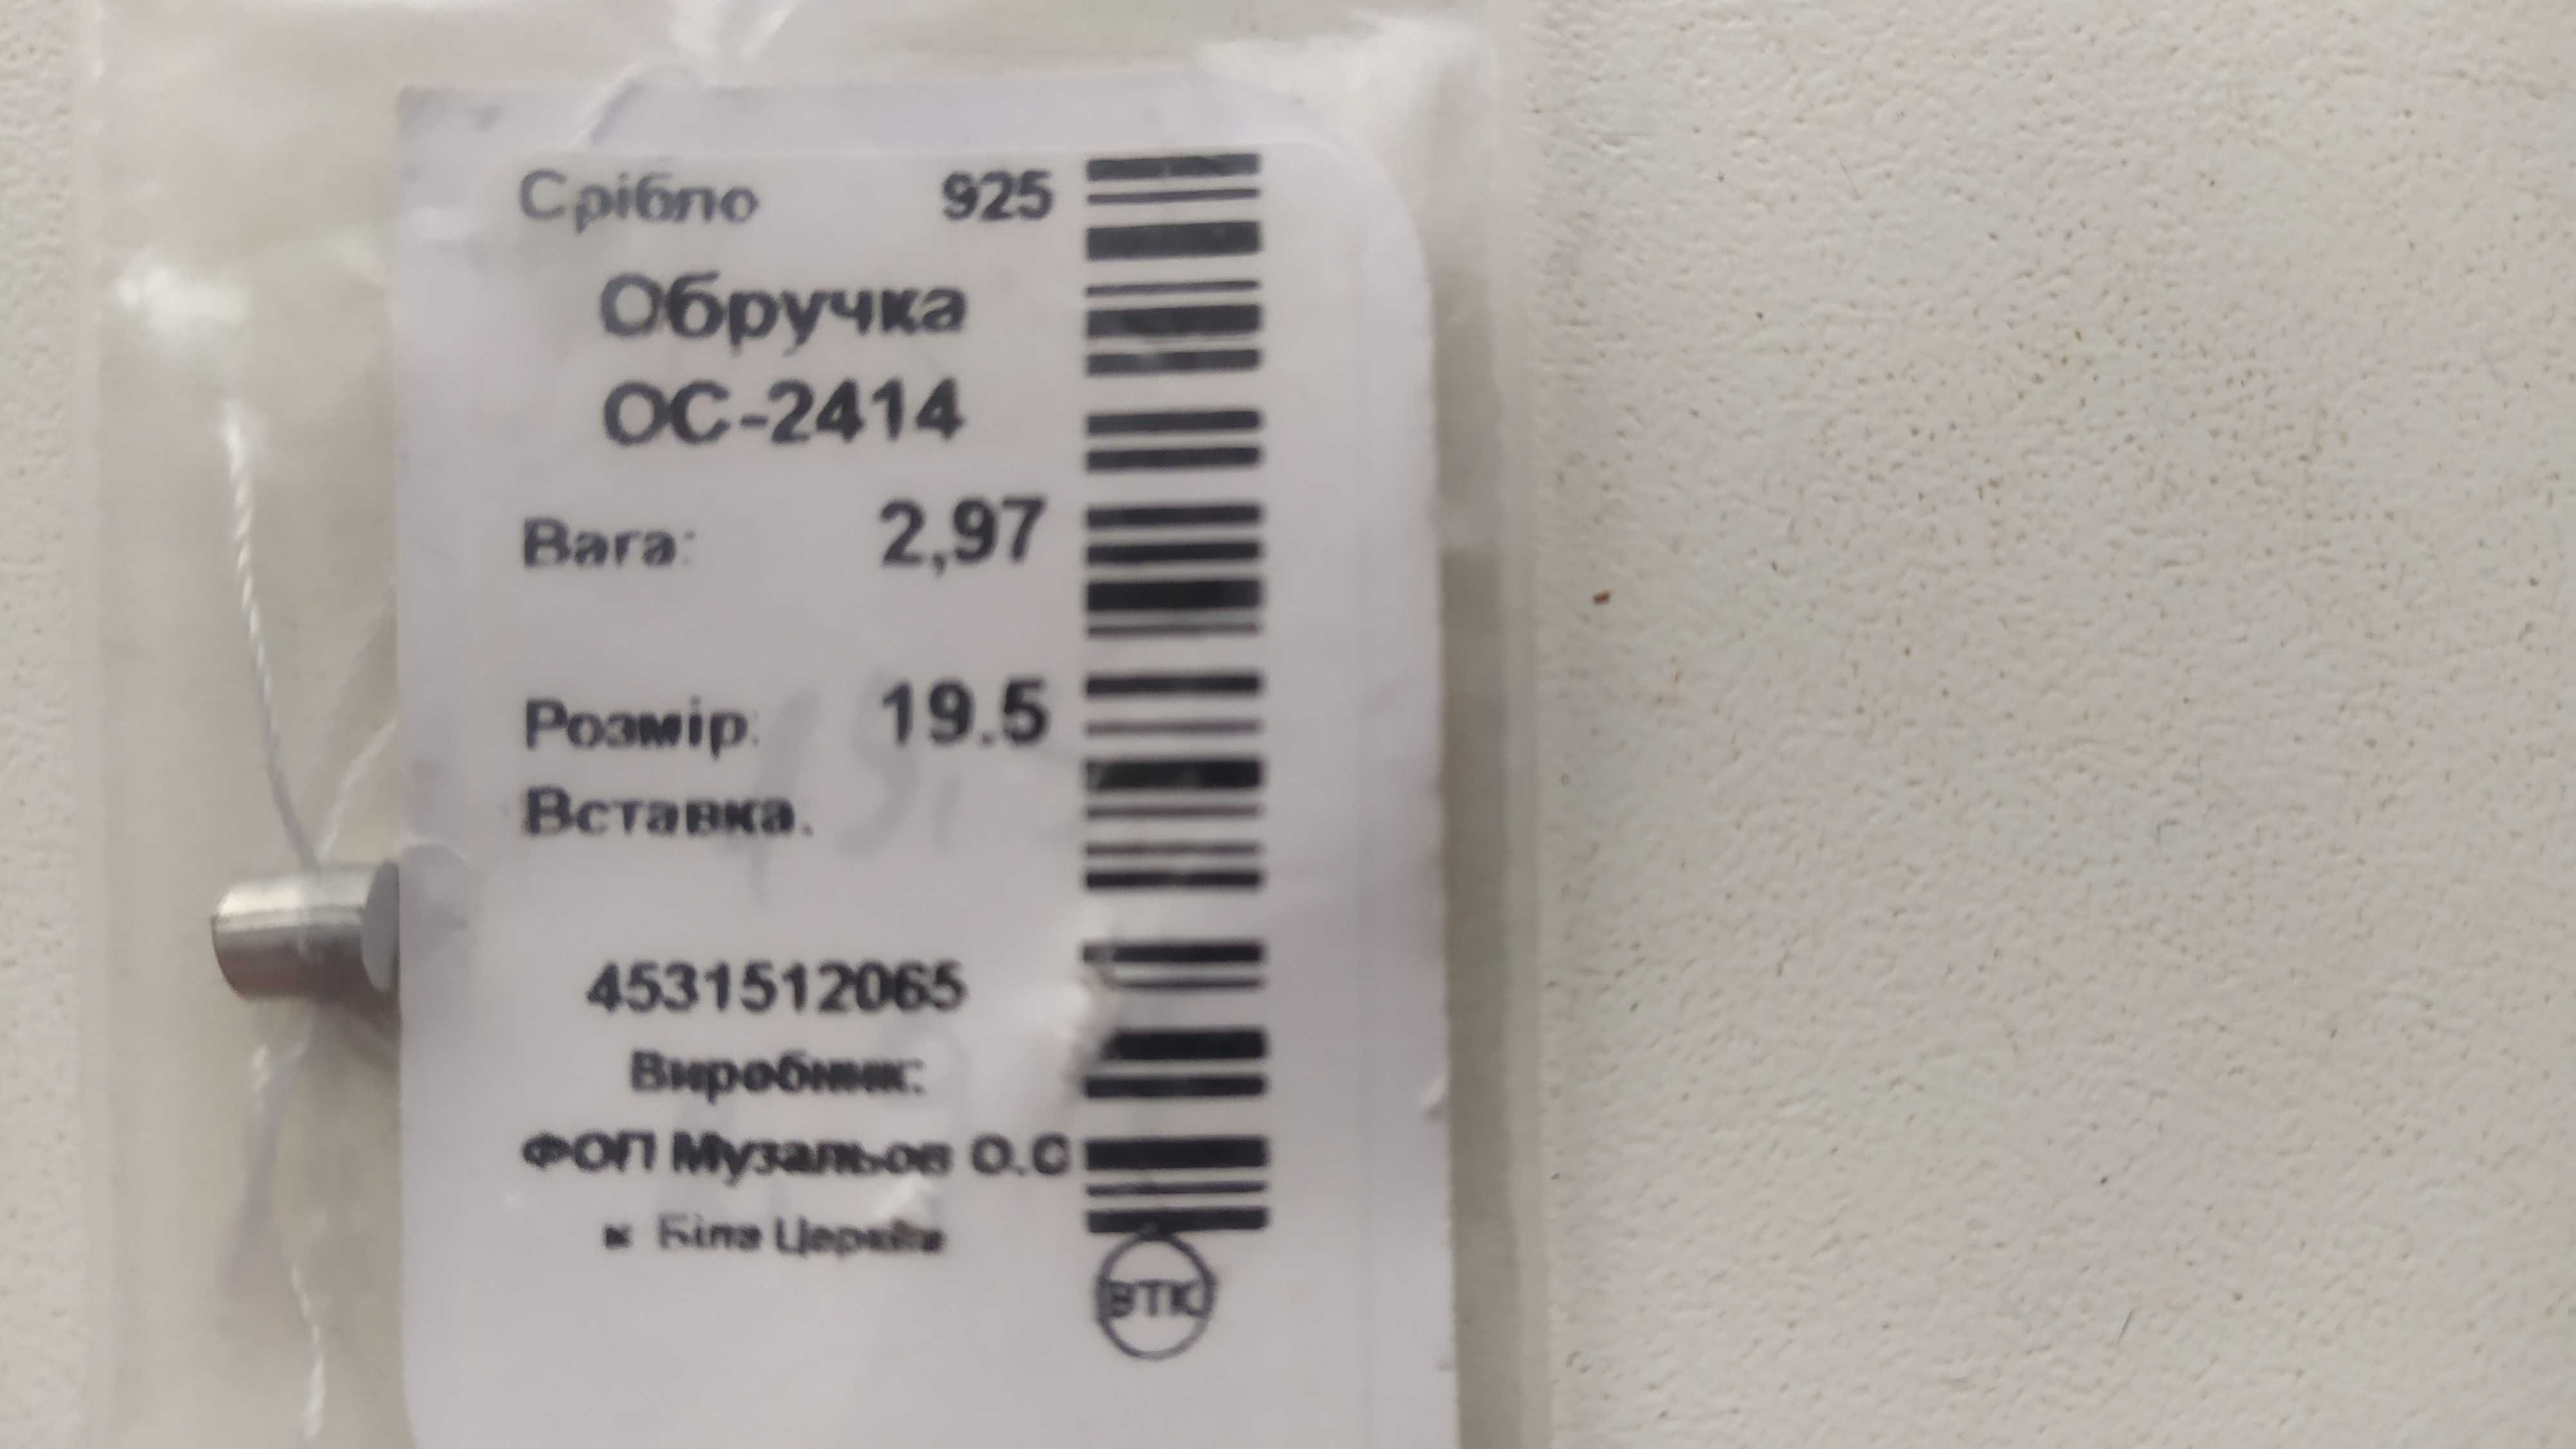 Срібло 925
Обручка
ОС-2414
Вага: 2,97
Розмір: 19.5
Вставка:
4531512065
Виробник:
ФОП Музальов О.С
м Біла Церква
ВТК